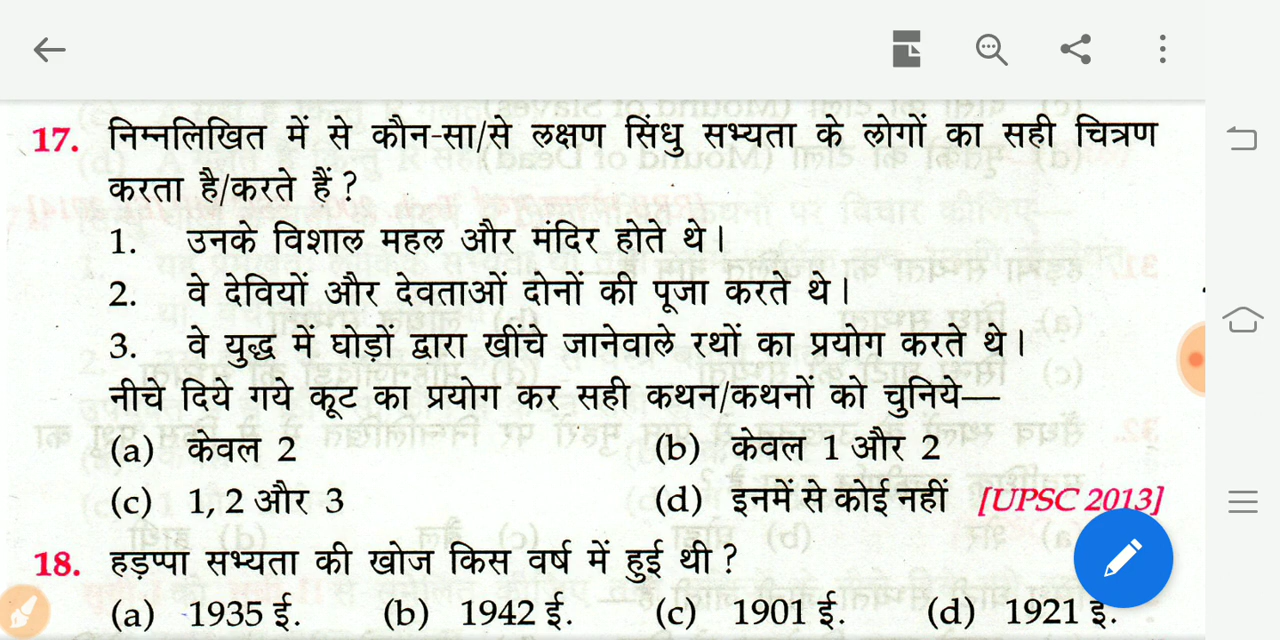 17. निम्नलिखित में से कौन-सा/से लक्षण सिंधु सभ्यता के लोगों का सही चित्रण
करता है/करते हैं ?
1. उनके विशाल महल और मंदिर होते थे।
2. वे देवियों और देवताओं दोनों की पूजा करते थे।
3. वे युद्ध में घोड़ों द्वारा खींचे जानेवाले रथों का प्रयोग करते थे।
नीचे दिये गये कूट का प्रयोग कर सही कथन/कथनों को चुनिये—
(a) केवल 2 (b) केवल 1 और 2
(c) 1, 2 और 3 (d) इनमें से कोई नहीं [UPSC 2013]
18. हड़प्पा सभ्यता की खोज किस वर्ष में हुई थी ?
(a) 1935 ई. (b) 1942 ई. (c) 1901 ई. (d) 1921 ई.